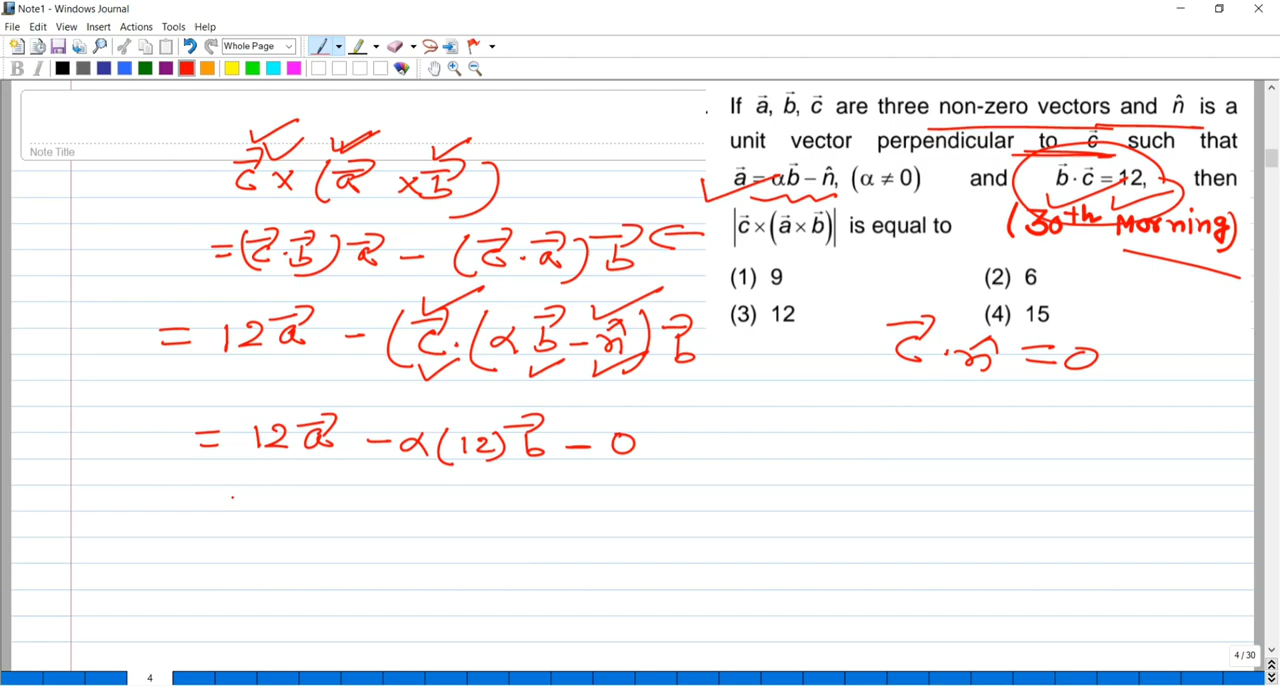 Note1 - Windows Journal
File Edit View Insert Actions Tools Help
Whole Page
B I
Note Title
. If a⃗, b⃗, c⃗ are three non-zero vectors and n̂ is a
unit vector perpendicular to c⃗ such that
a⃗ = αb⃗ − n̂, (α ≠ 0) and b⃗ · c⃗ = 12, then
|c⃗ × (a⃗ × b⃗)| is equal to
(30th Morning)
(1) 9 (2) 6
(3) 12 (4) 15
c⃗ · n̂ = 0
c⃗ × (a⃗ × b⃗)
= (c⃗ · b⃗) a⃗ − (c⃗ · a⃗) b⃗
= 12 a⃗ − (c⃗ · (α b⃗ − n̂) b⃗
= 12 a⃗ − α (12) b⃗ − 0
4
4 / 30